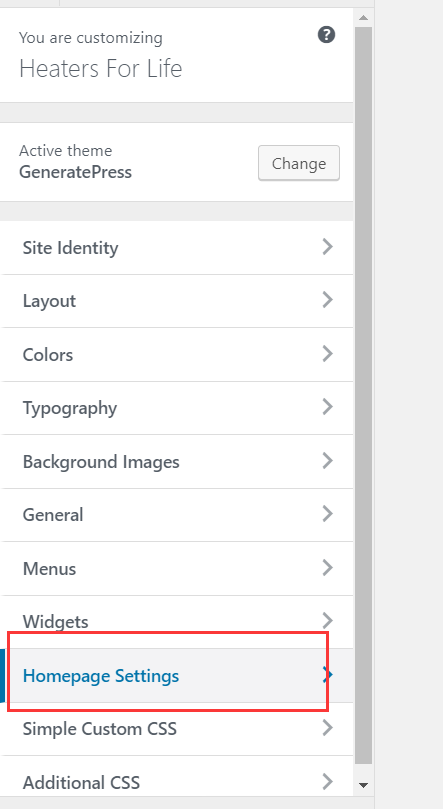 You are customizing
Heaters For Life
Active theme
GeneratePress
Change
Site Identity
Layout
Colors
Typography
Background Images
General
Menus
Widgets
Homepage Settings
Simple Custom CSS
Additional CSS